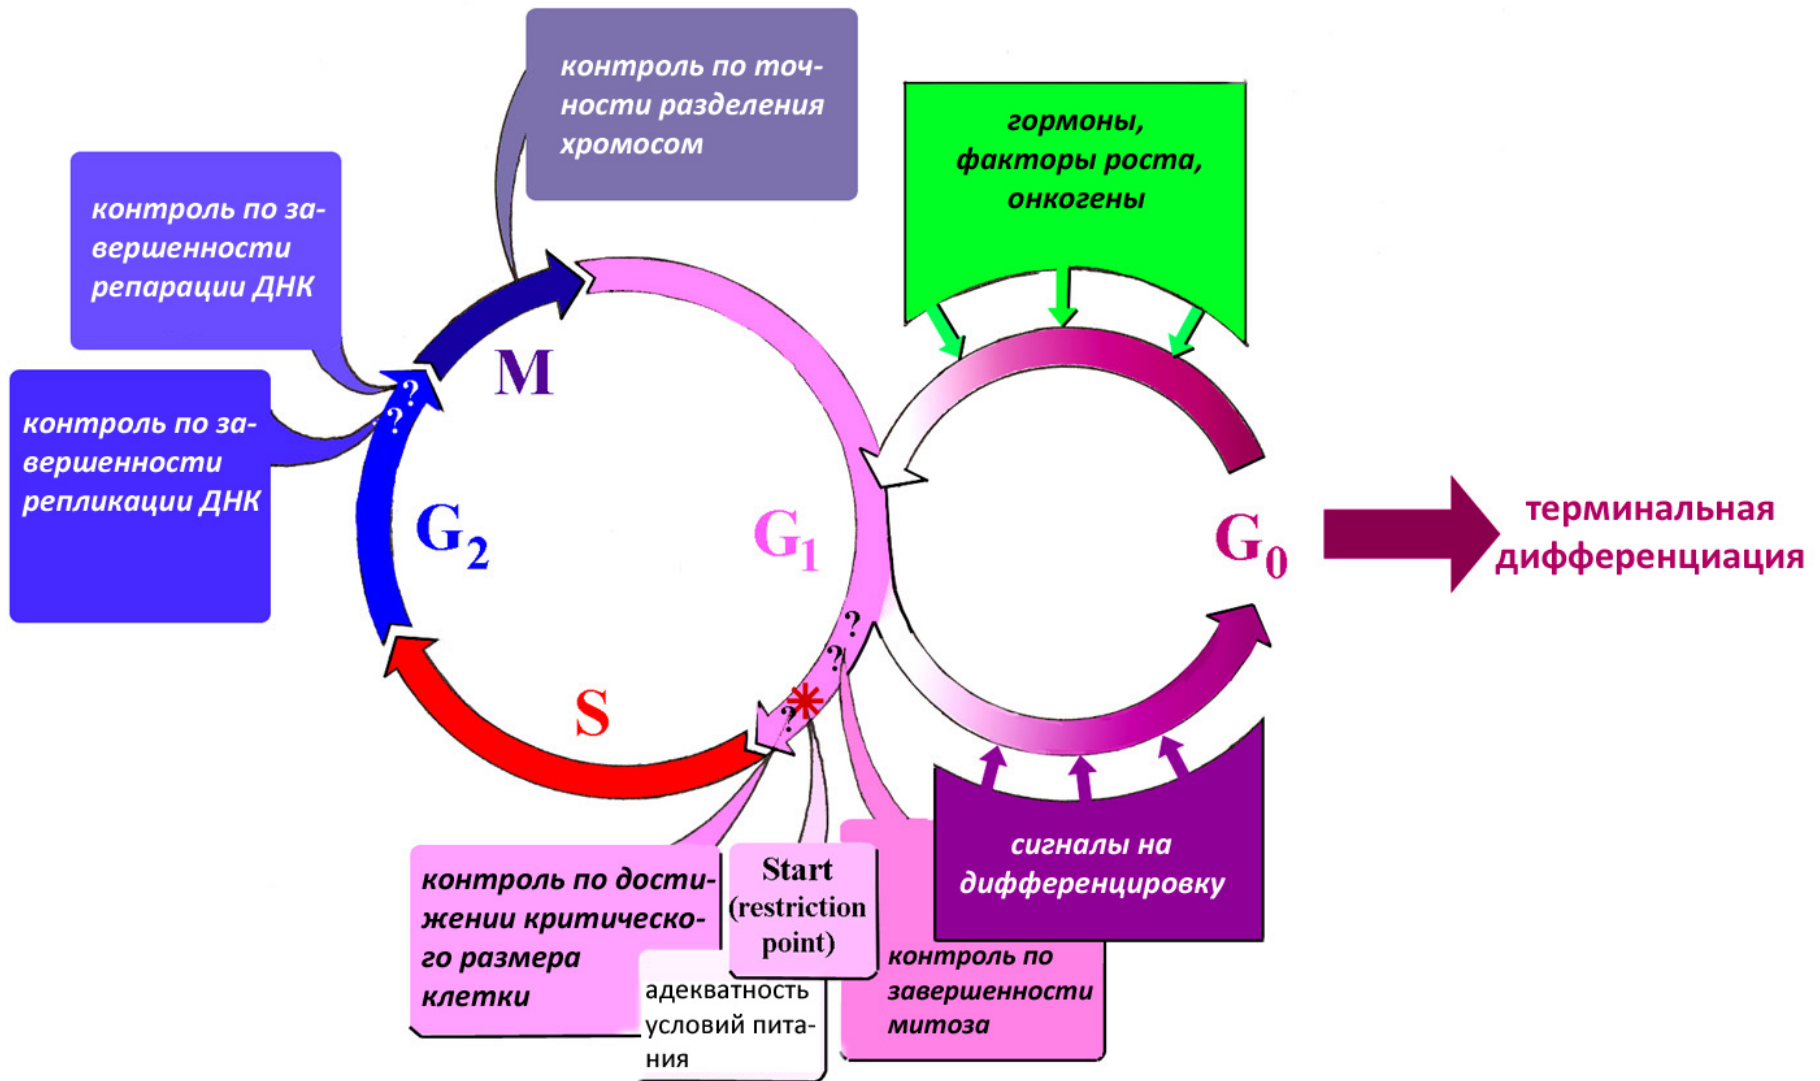 контроль по точ-
ности разделения
хромосом
гормоны,
факторы роста,
онкогены
контроль по за-
вершенности
репарации ДНК
контроль по за-
вершенности
репликации ДНК
M
?
?
G2
G1
G0
терминальная
дифференциация
S
?
?
?
контроль по дости-
жении критическо-
го размера
клетки
Start
(restriction
point)
адекватность
условий пита-
ния
контроль по
завершенности
митоза
сигналы на
дифференцировку